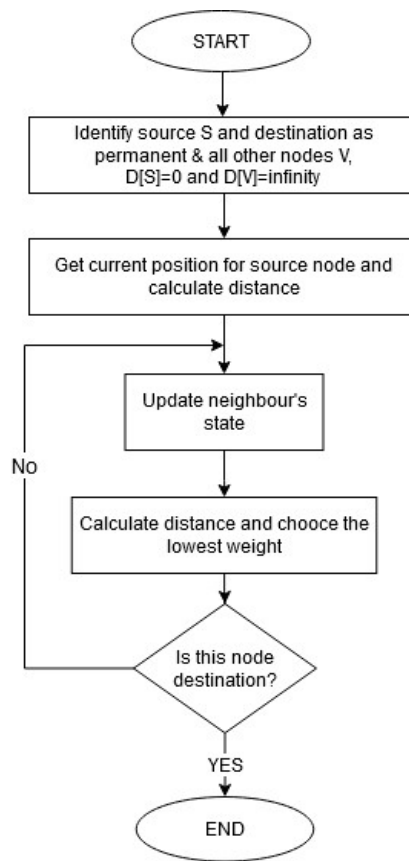 START
Identify source S and destination as
permanent & all other nodes V,
D[S]=0 and D[V]=infinity
Get current position for source node and
calculate distance
Update neighbour's
state
No
Calculate distance and chooce the
lowest weight
Is this node
destination?
YES
END